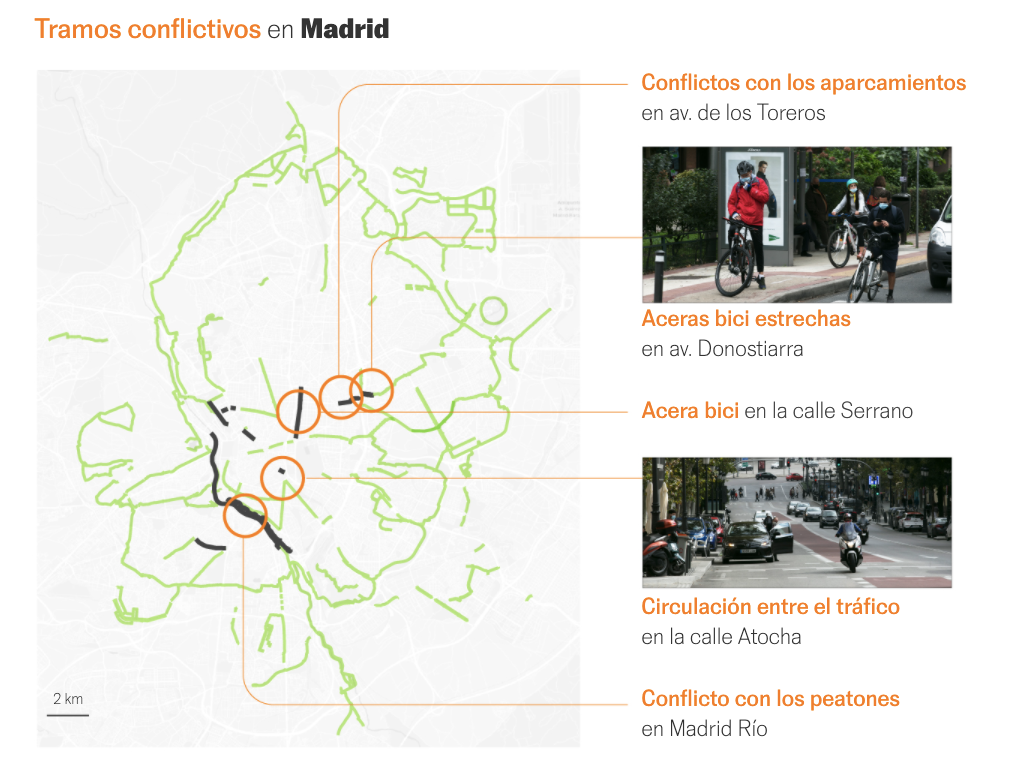 Tramos conflictivos en Madrid
Conflictos con los aparcamientos
en av. de los Toreros
Aceras bici estrechas
en av. Donostiarra
Acera bici en la calle Serrano
Circulación entre el tráfico
en la calle Atocha
2 km
Conflicto con los peatones
en Madrid Río